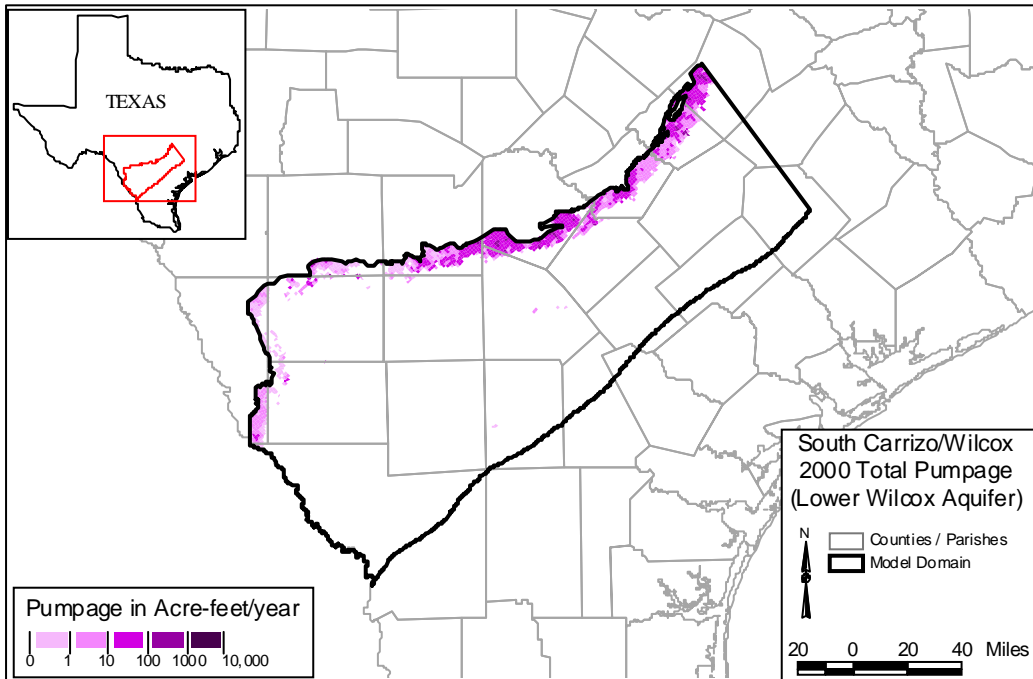 TEXAS
South Carrizo/Wilcox
2000 Total Pumpage
(Lower Wilcox Aquifer)
N
Counties / Parishes
Model Domain
20 0 20 40 Miles
Pumpage in Acre-feet/year
0 1 10 100 1000 10,000